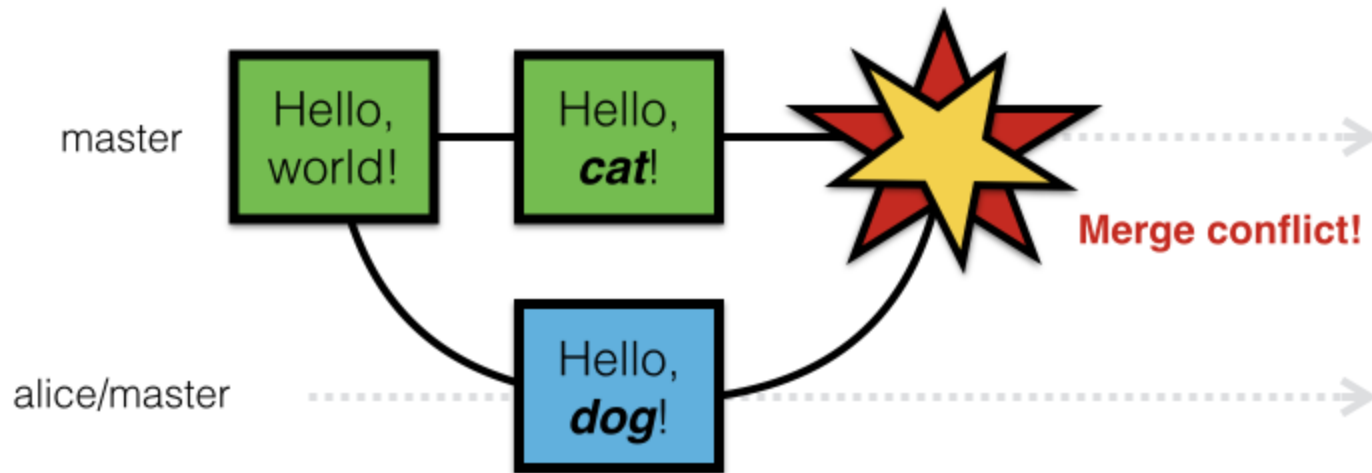 master
Hello,
world!
Hello,
cat!
Merge conflict!
alice/master
Hello,
dog!